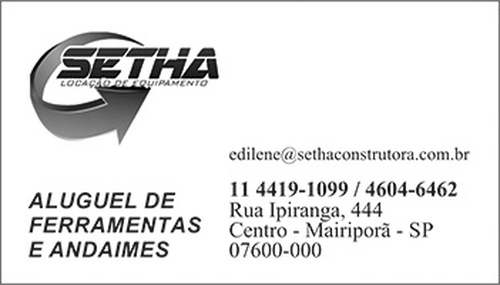 SETHA
LOCAÇÃO DE EQUIPAMENTO
edilene@sethaconstrutora.com.br
ALUGUEL DE
FERRAMENTAS
E ANDAIMES
11 4419-1099 / 4604-6462
Rua Ipiranga, 444
Centro - Mairiporã - SP
07600-000